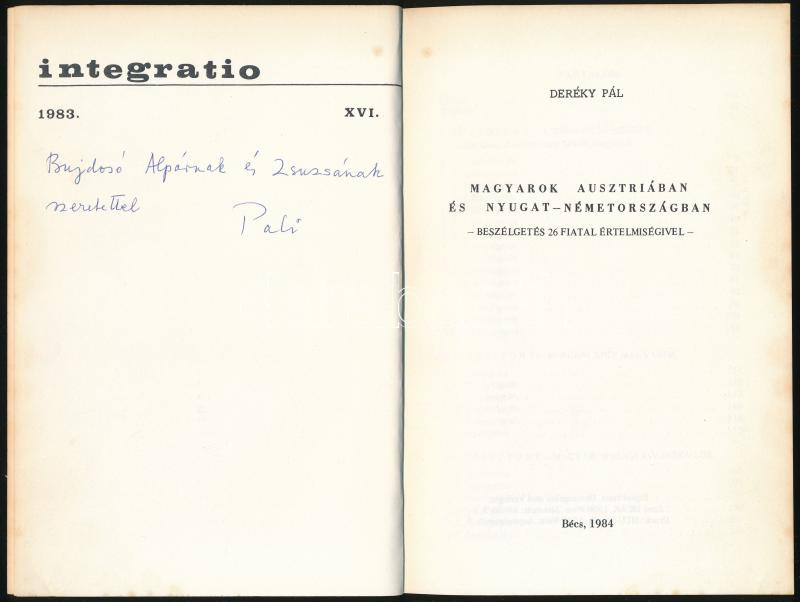 integratio
1983. XVI.
Bujdosó Alpárnak és Zsuzsának
szeretettel
Pali
DERÉKY PÁL
MAGYAROK AUSZTRIÁBAN
ÉS NYUGAT–NÉMETORSZÁGBAN
– BESZÉLGETÉS 26 FIATAL ÉRTELMISÉGIVEL –
Bécs, 1984